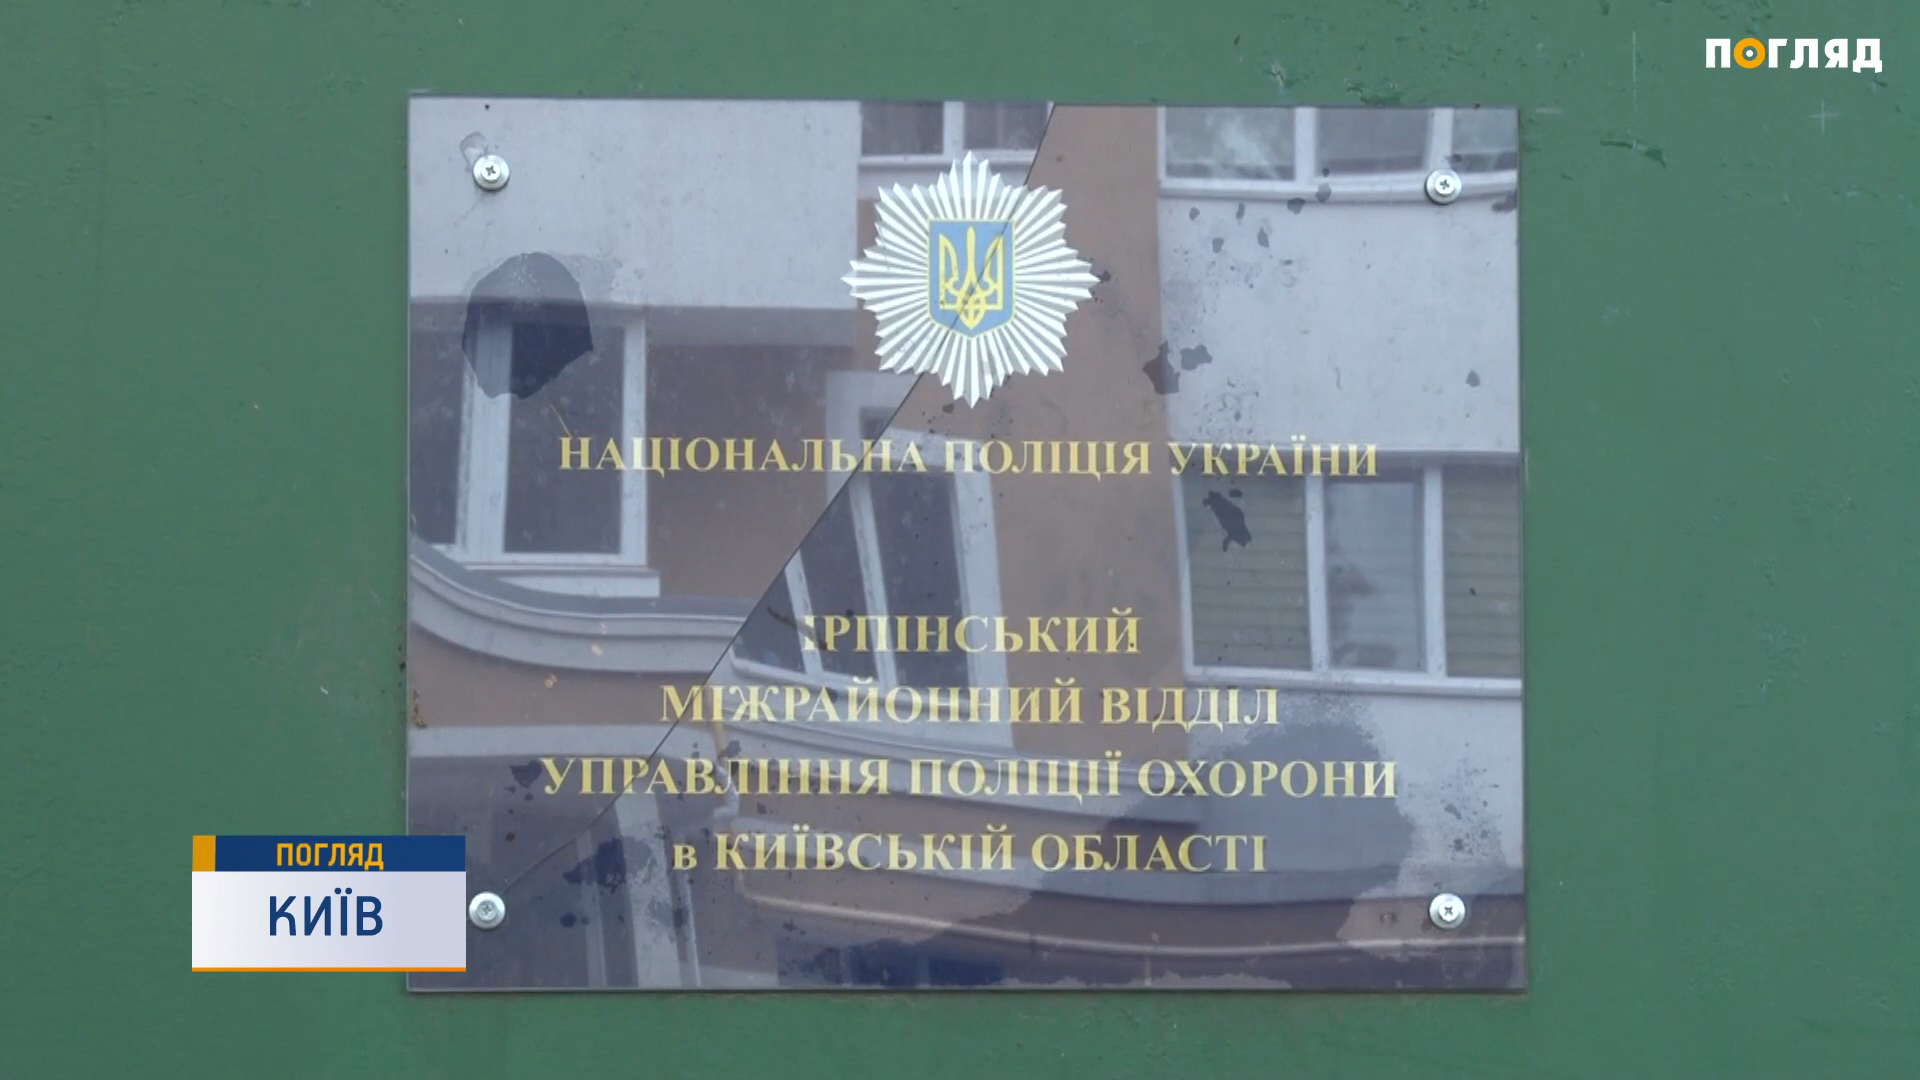 ПОГЛЯД
НАЦІОНАЛЬНА ПОЛІЦІЯ УКРАЇНИ
ІРПІНСЬКИЙ
МІЖРАЙОННИЙ ВІДДІЛ
УПРАВЛІННЯ ПОЛІЦІЇ ОХОРОНИ
в КИЇВСЬКІЙ ОБЛАСТІ
ПОГЛЯД
КИЇВ